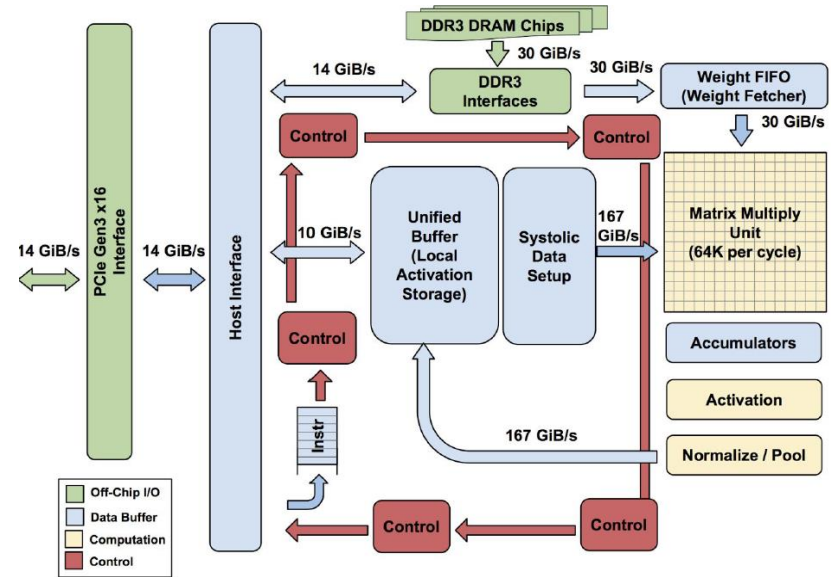 DDR3 DRAM Chips
30 GiB/s
14 GiB/s
DDR3
Interfaces
30 GiB/s
Weight FIFO
(Weight Fetcher)
30 GiB/s
Control
Control
PCIe Gen3 x16
Interface
Host Interface
14 GiB/s
14 GiB/s
10 GiB/s
Unified
Buffer
(Local
Activation
Storage)
Systolic
Data
Setup
167
GiB/s
Matrix Multiply
Unit
(64K per cycle)
Control
Accumulators
Activation
Instr
167 GiB/s
Normalize / Pool
Off-Chip I/O
Data Buffer
Computation
Control
Control
Control